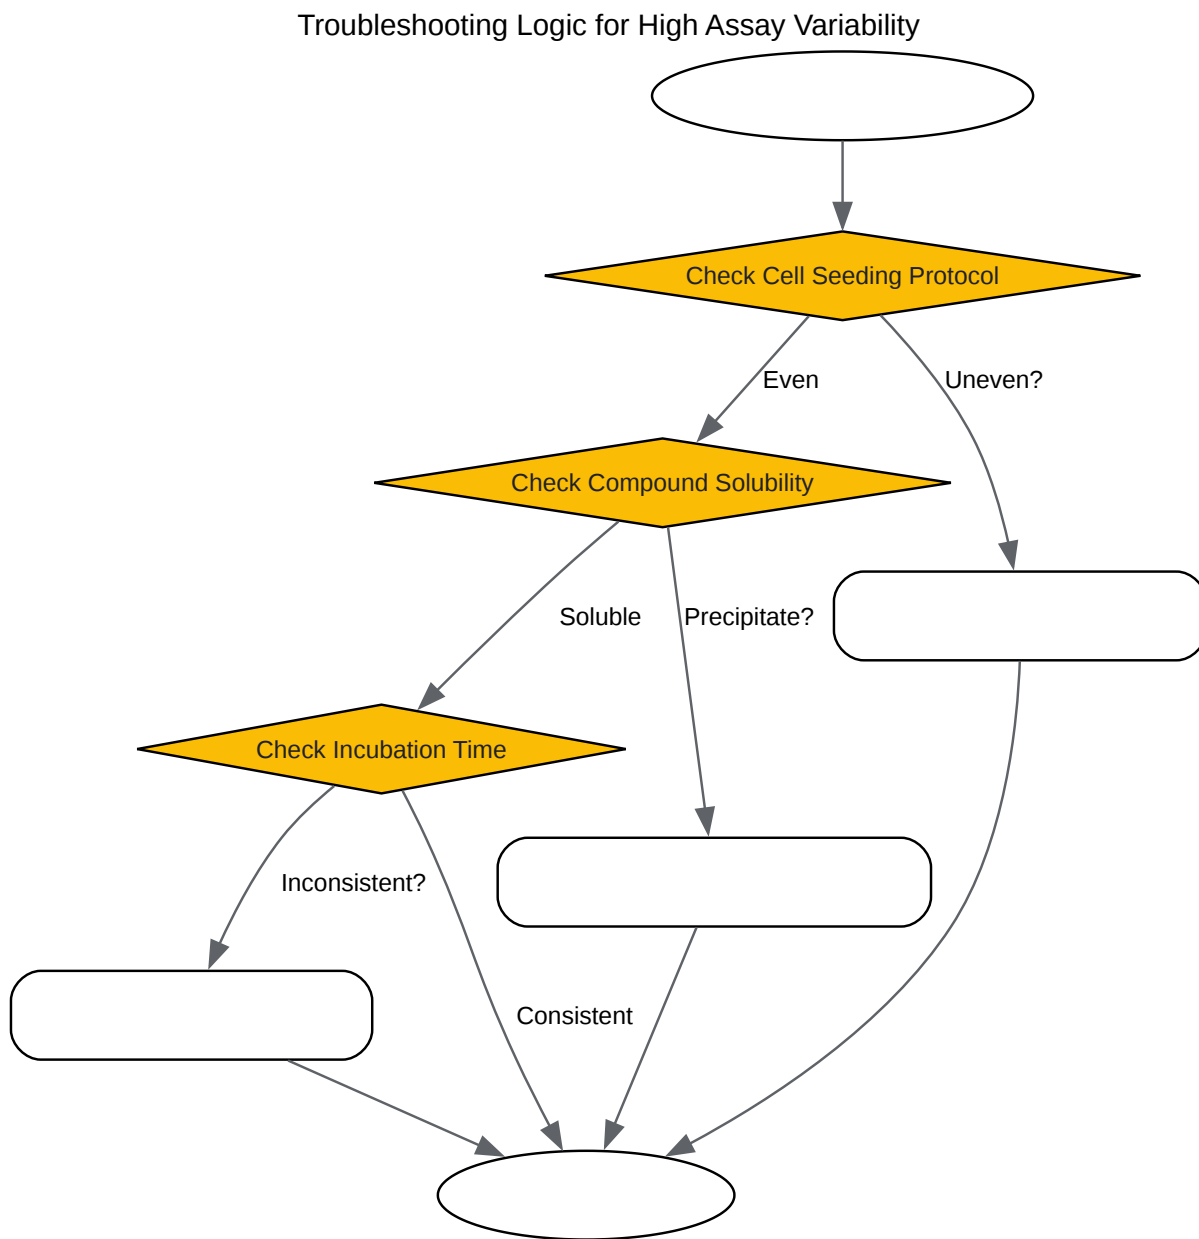 Troubleshooting Logic for High Assay Variability
Check Cell Seeding Protocol
Even
Uneven?
Check Compound Solubility
Soluble
Precipitate?
Check Incubation Time
Inconsistent?
Consistent